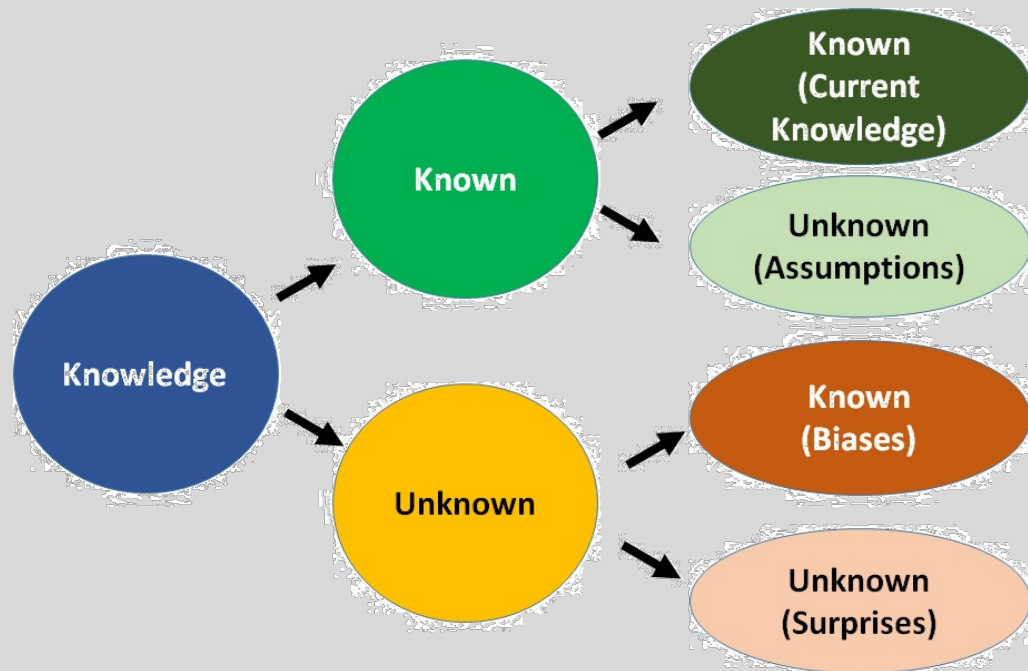 Known
(Current
Knowledge)
Known
Unknown
(Assumptions)
Knowledge
Known
(Biases)
Unknown
Unknown
(Surprises)